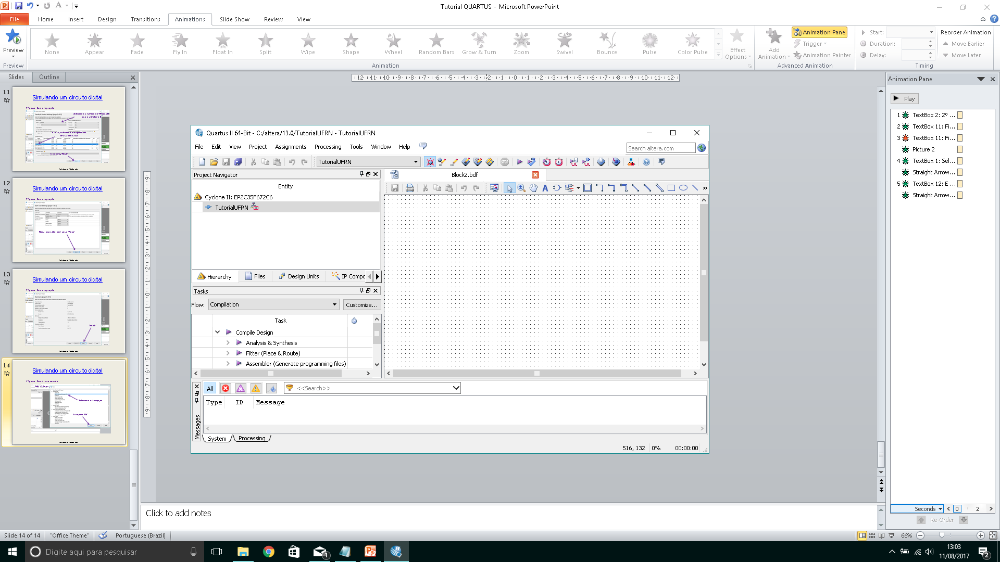 Tutorial QUARTUS - Microsoft PowerPoint
File Home Insert Design Transitions Animations Slide Show Review View
Preview
None Appear Fade Fly In Float In Split Wipe Shape Wheel Random Bars Grow & Turn Zoom Swivel Bounce Pulse Color Pulse
Effect Options
Add Animation
Animation Pane
Trigger
Animation Painter
Start:
Duration:
Delay:
Reorder Animation
Move Earlier
Move Later
Preview Animation Advanced Animation Timing
Slides Outline
11
Simulando um circuito digital
12
Simulando um circuito digital
13
Simulando um circuito digital
14
Simulando um circuito digital
12 11 10 9 8 7 6 5 4 3 2 1 0 1 2 3 4 5 6 7 8 9 10 11 12
Quartus II 64-Bit - C:/altera/13.0/TutorialUFRN - TutorialUFRN
File Edit View Project Assignments Processing Tools Window Help
Search altera.com
TutorialUFRN
Project Navigator
Entity
Cyclone II: EP2C35F672C6
TutorialUFRN
Hierarchy Files Design Units IP Compo
Block2.bdf
Tasks
Flow: Compilation Customize...
Task
Compile Design
Analysis & Synthesis
Fitter (Place & Route)
Assembler (Generate programming files)
All <<Search>>
Type ID Message
Messages
System Processing
516, 132 0% 00:00:00
Animation Pane
Play
1 TextBox 2: 2º ...
2 TextBox 11: Fi...
3 TextBox 11: Fi...
Picture 2
4 TextBox 1: Sel...
Straight Arrow...
5 TextBox 12: E ...
Straight Arrow...
Seconds 0 2
Re-Order
Click to add notes
Slide 14 of 14 "Office Theme" Portuguese (Brazil) 66%
Digite aqui para pesquisar
1
13:03
11/08/2017
2